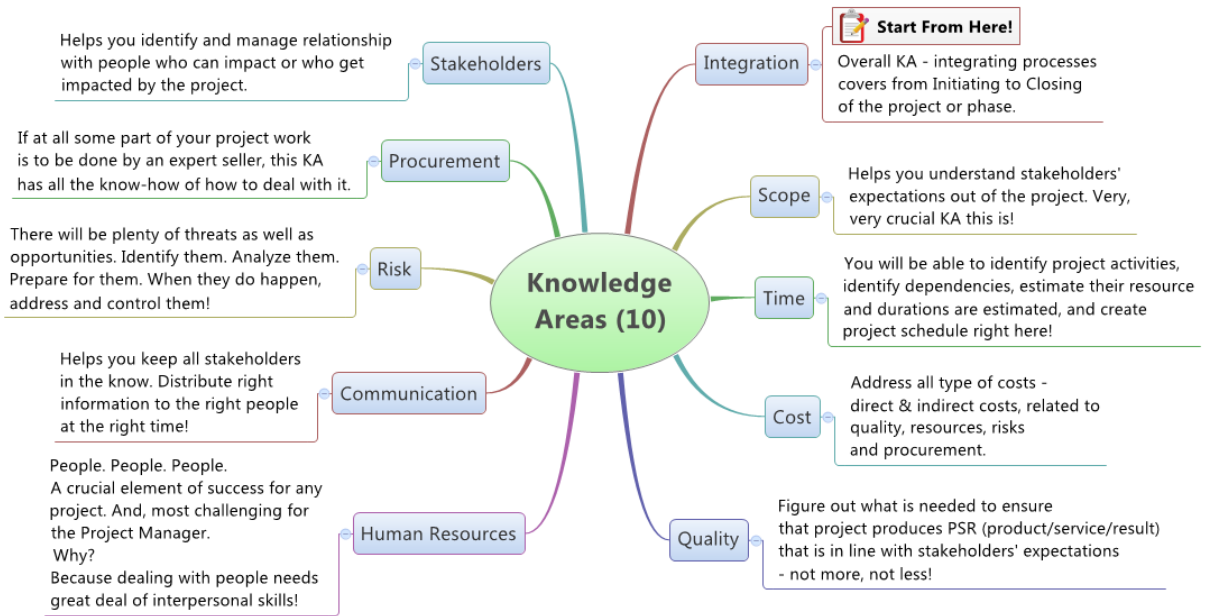 Knowledge
Areas (10)
Start From Here!
Integration
Overall KA - integrating processes
covers from Initiating to Closing
of the project or phase.
Scope
Helps you understand stakeholders'
expectations out of the project. Very,
very crucial KA this is!
Time
You will be able to identify project activities,
identify dependencies, estimate their resource
and durations are estimated, and create
project schedule right here!
Cost
Address all type of costs -
direct & indirect costs, related to
quality, resources, risks
and procurement.
Quality
Figure out what is needed to ensure
that project produces PSR (product/service/result)
that is in line with stakeholders' expectations
- not more, not less!
Human Resources
People. People. People.
A crucial element of success for any
project. And, most challenging for
the Project Manager.
Why?
Because dealing with people needs
great deal of interpersonal skills!
Communication
Helps you keep all stakeholders
in the know. Distribute right
information to the right people
at the right time!
Risk
There will be plenty of threats as well as
opportunities. Identify them. Analyze them.
Prepare for them. When they do happen,
address and control them!
Procurement
If at all some part of your project work
is to be done by an expert seller, this KA
has all the know-how of how to deal with it.
Stakeholders
Helps you identify and manage relationship
with people who can impact or who get
impacted by the project.